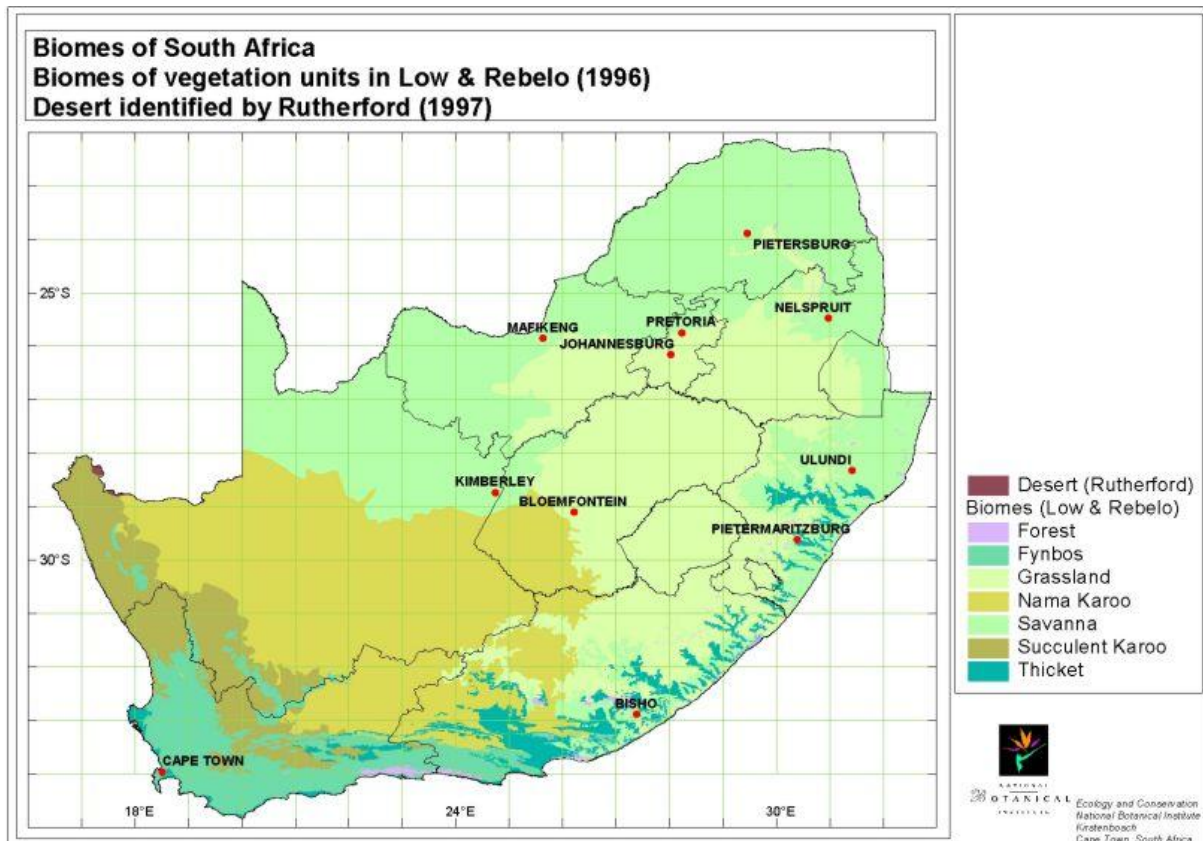 Biomes of South Africa
Biomes of vegetation units in Low & Rebelo (1996)
Desert identified by Rutherford (1997)
PIETERSBURG
25°S
NELSPRUIT
MAFIKENG
PRETORIA
JOHANNESBURG
ULUNDI
KIMBERLEY
BLOEMFONTEIN
PIETERMARITZBURG
30°S
BISHO
CAPE TOWN
18°E
24°E
30°E
Desert (Rutherford)
Biomes (Low & Rebelo)
Forest
Fynbos
Grassland
Nama Karoo
Savanna
Succulent Karoo
Thicket
NATIONAL
BOTANICAL
INSTITUTE
Ecology and Conservation
National Botanical Institute
Kirstenbosch
Cape Town, South Africa